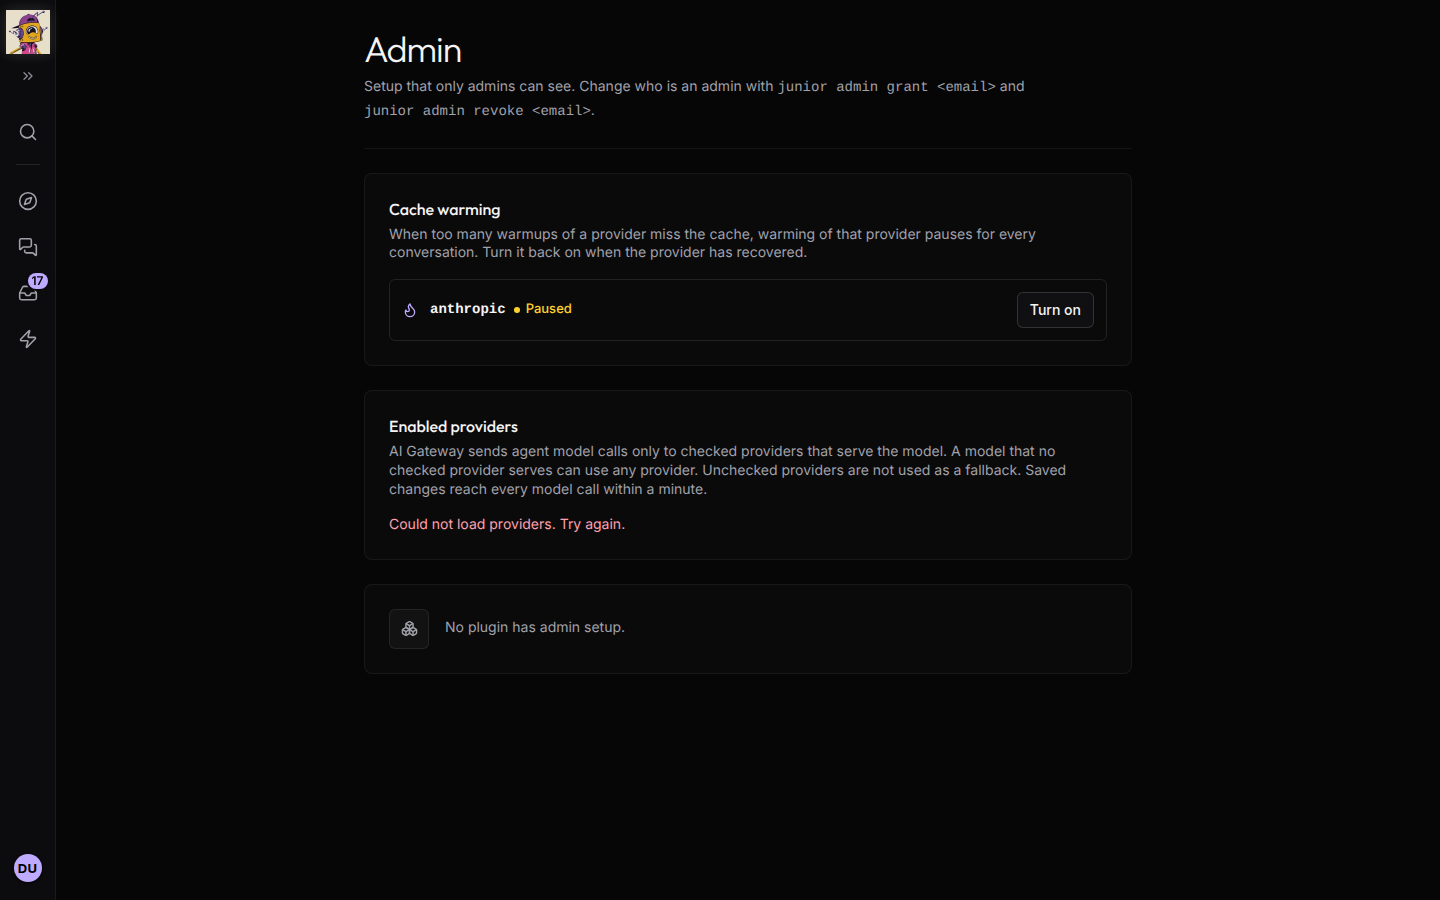 Admin
Setup that only admins can see. Change who is an admin with junior admin grant <email> and
junior admin revoke <email>.
Cache warming
When too many warmups of a provider miss the cache, warming of that provider pauses for every
conversation. Turn it back on when the provider has recovered.
anthropic Paused
Turn on
Enabled providers
AI Gateway sends agent model calls only to checked providers that serve the model. A model that no
checked provider serves can use any provider. Unchecked providers are not used as a fallback. Saved
changes reach every model call within a minute.
Could not load providers. Try again.
No plugin has admin setup.
17
DU